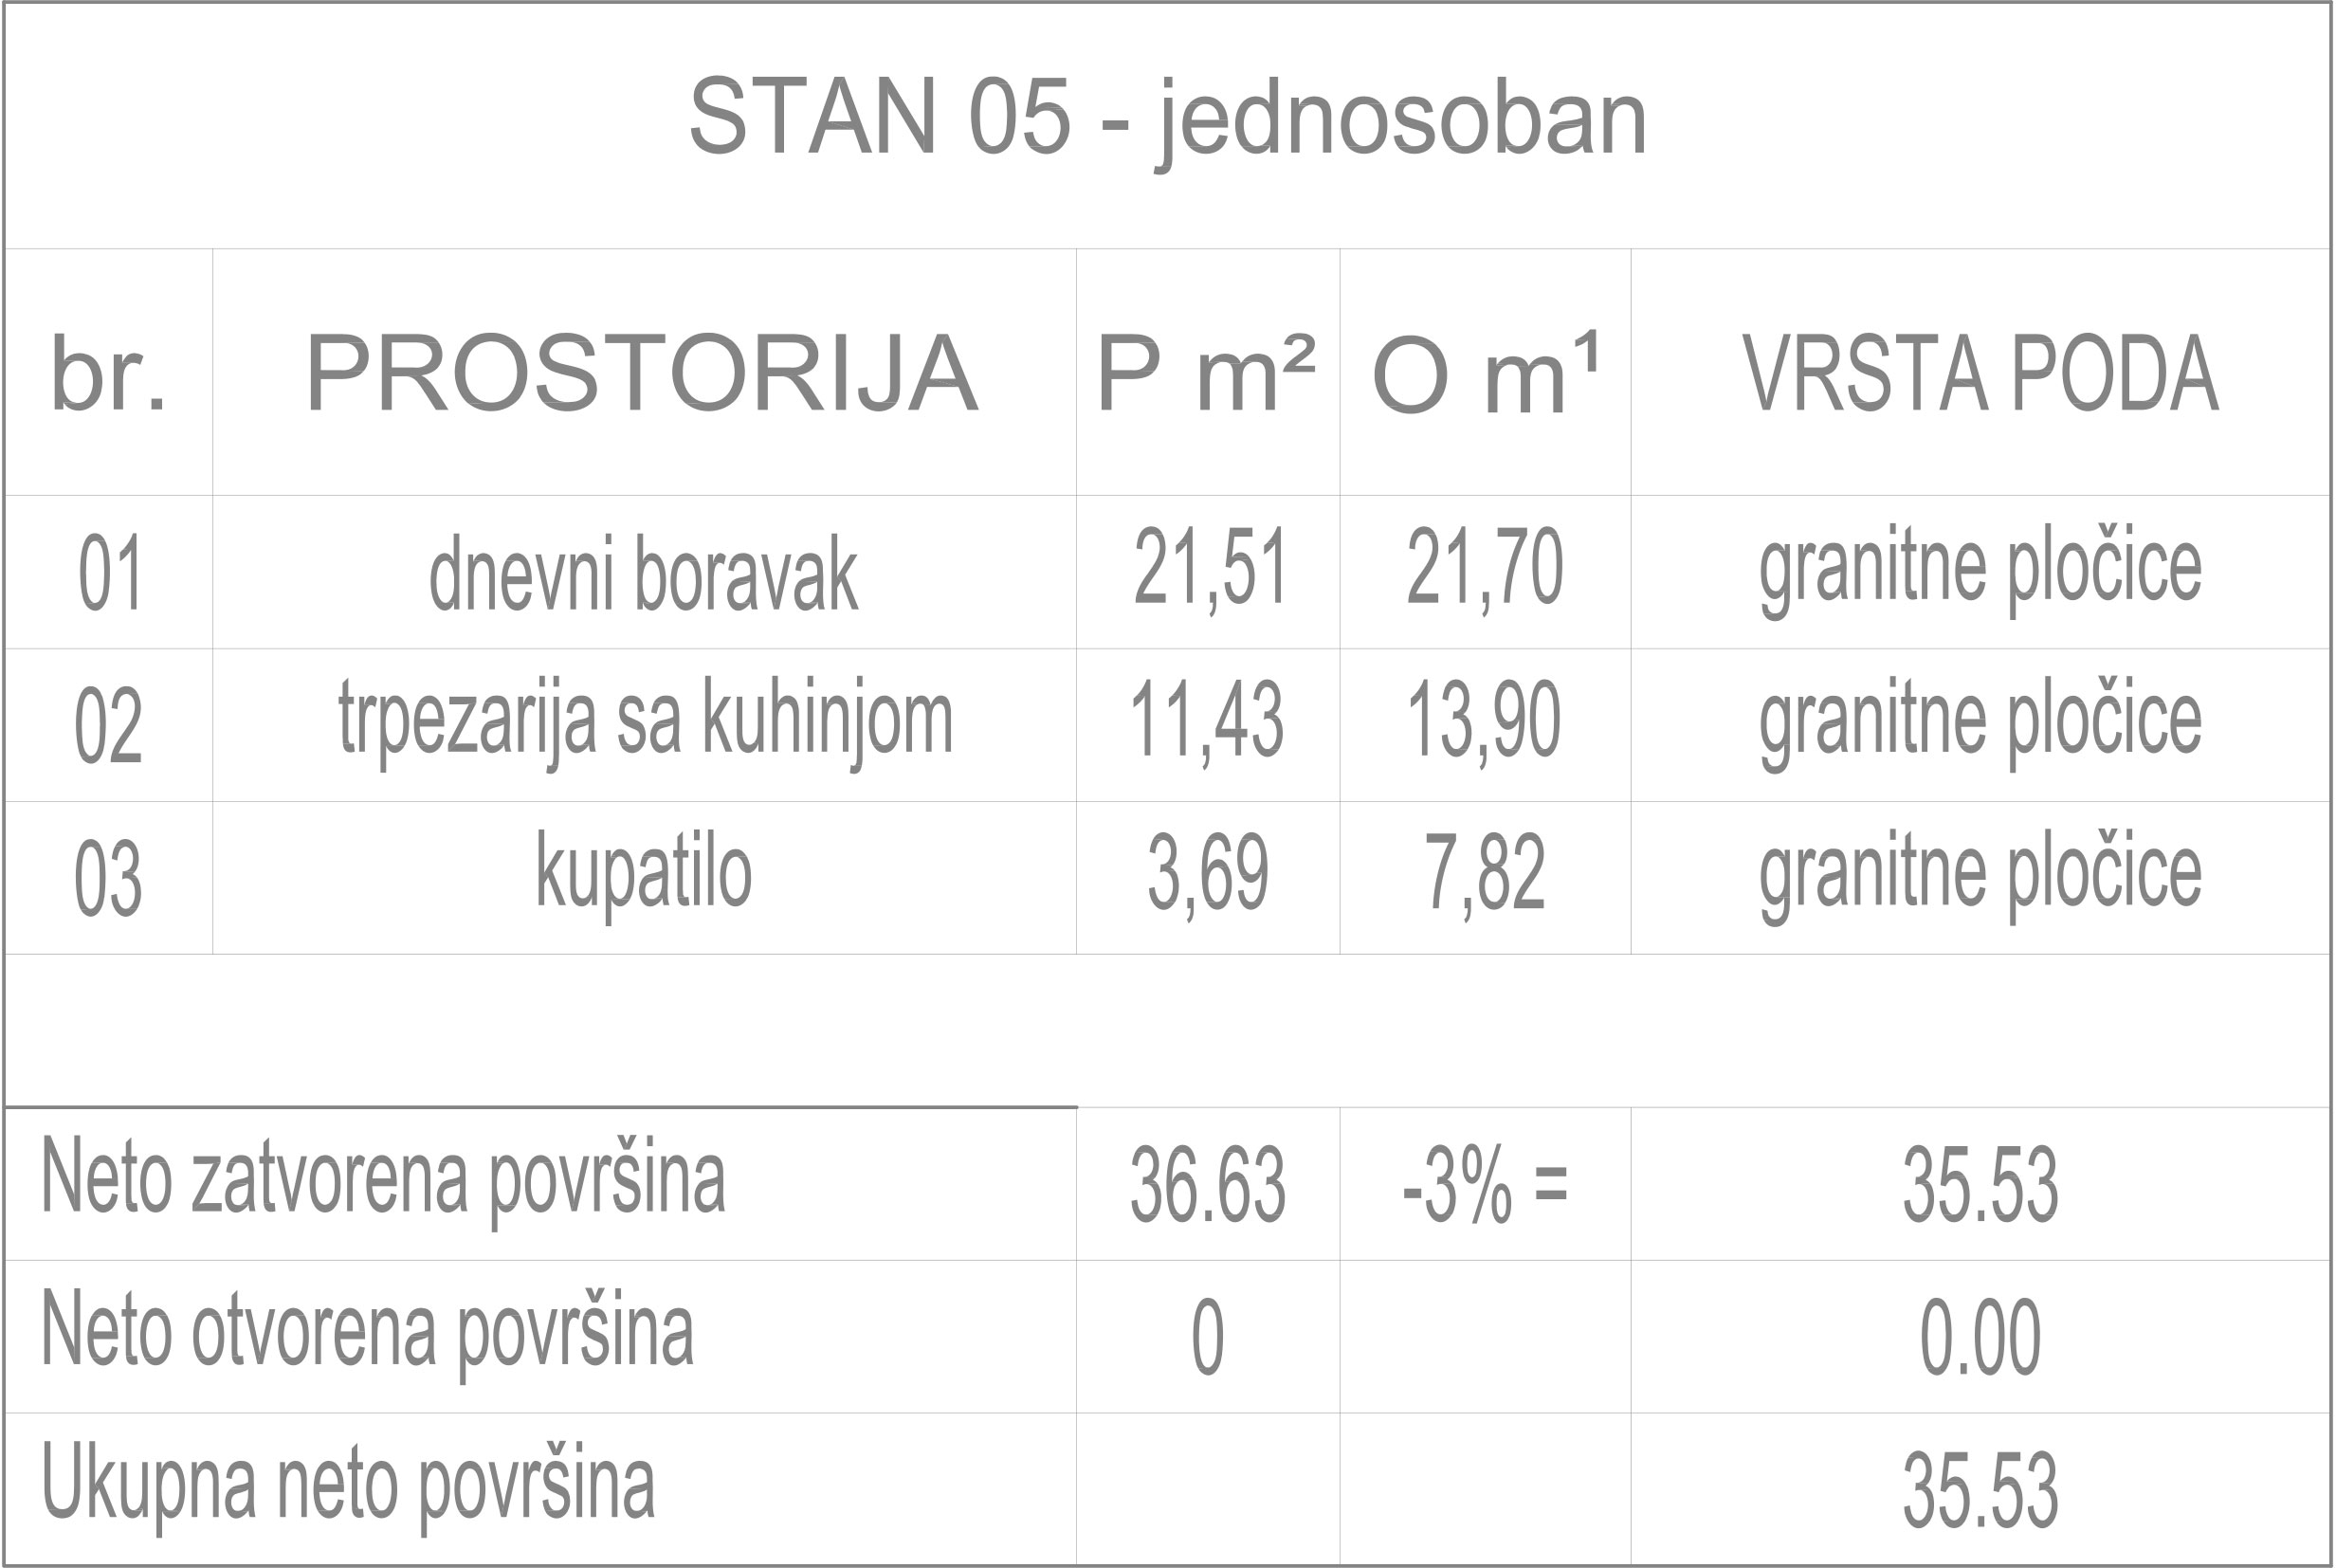 STAN 05 - jednosoban
br. PROSTORIJA P m² O m¹ VRSTA PODA
01 dnevni boravak 21,51 21,70 granitne pločice
02 trpezarija sa kuhinjom 11,43 13,90 granitne pločice
03 kupatilo 3,69 7,82 granitne pločice
Neto zatvorena površina 36.63 -3% = 35.53
Neto otvorena površina 0 0.00
Ukupna neto površina 35.53